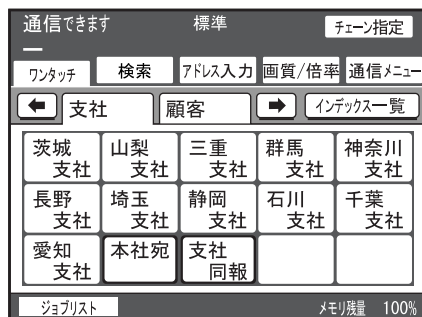 通信できます 標準 チェーン指定
ワンタッチ 検索 アドレス入力 画質/倍率 通信メニュー
支社 顧客 インデックス一覧
茨城 山梨 三重 群馬 神奈川
支社 支社 支社 支社 支社
長野 埼玉 静岡 石川 千葉
支社 支社 支社 支社 支社
愛知 本社宛 支社
支社 同報
ジョブリスト メモリ残量 100%